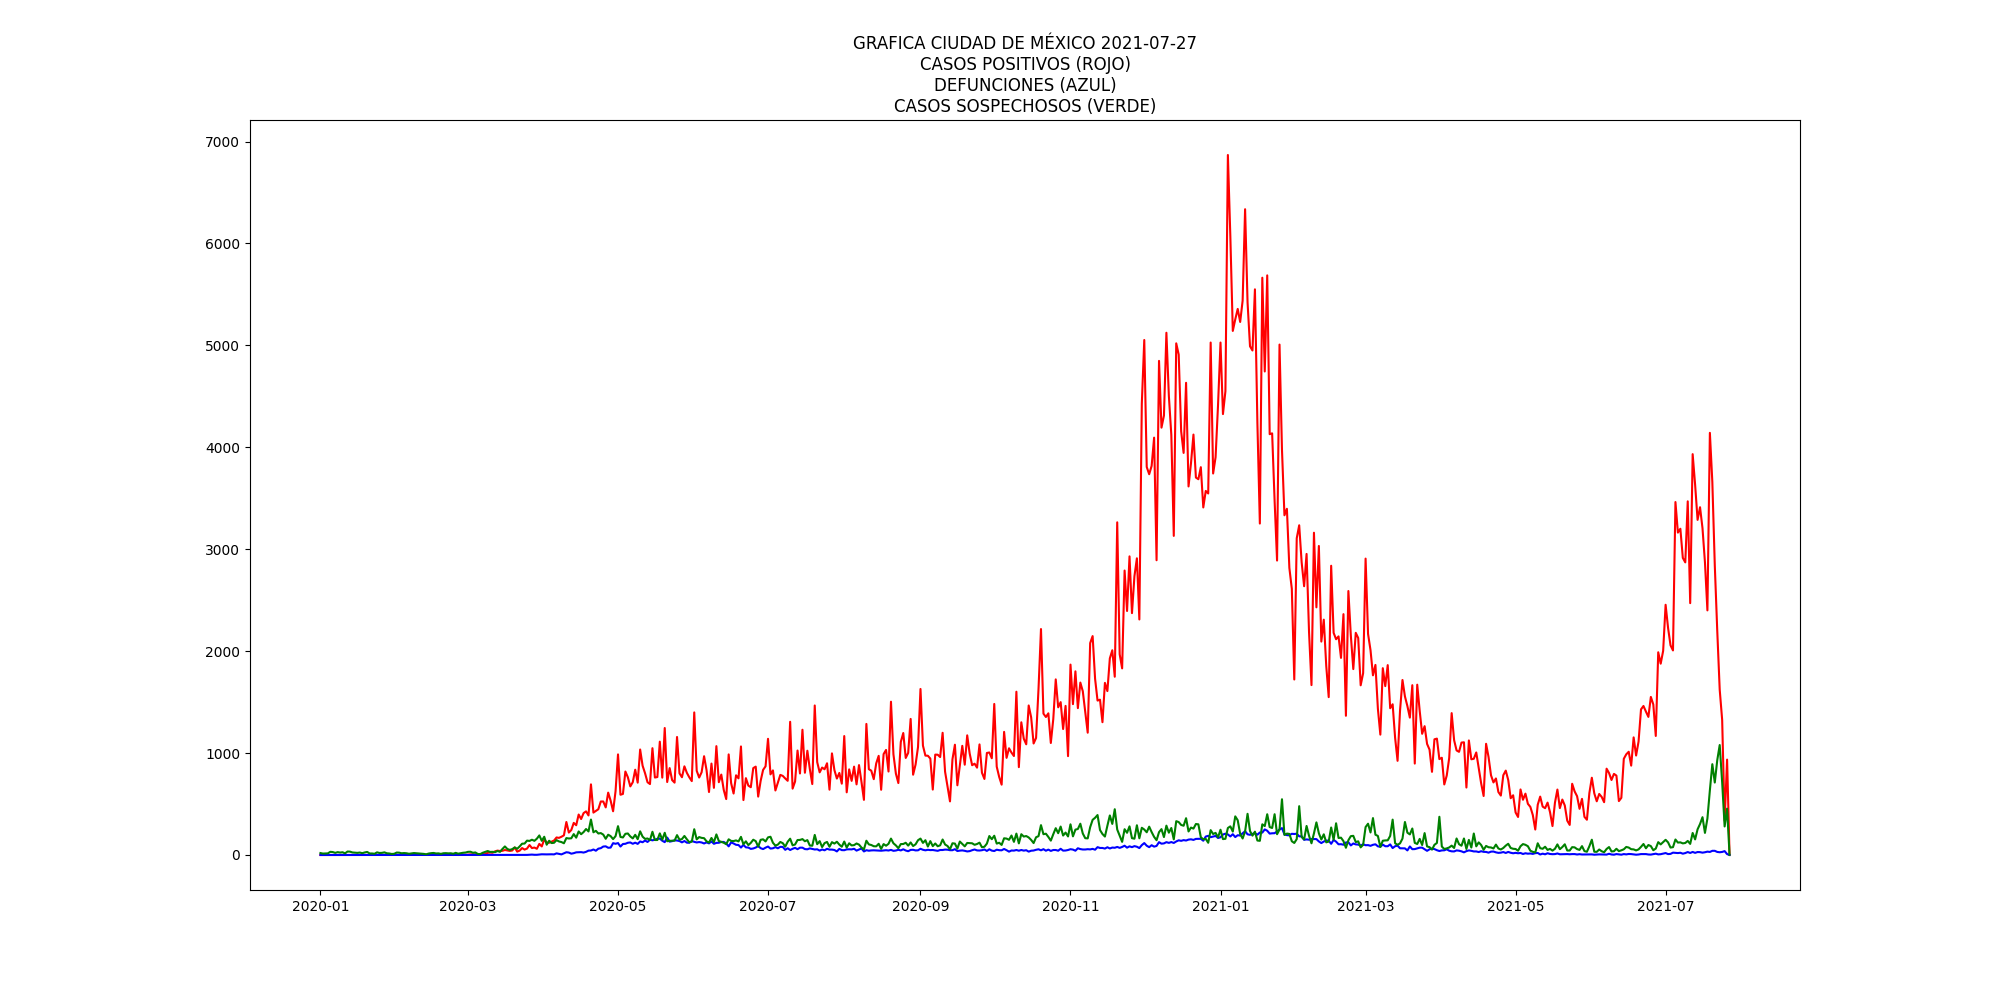 GRAFICA CIUDAD DE MÉXICO 2021-07-27
CASOS POSITIVOS (ROJO)
DEFUNCIONES (AZUL)
CASOS SOSPECHOSOS (VERDE)
7000
6000
5000
4000
3000
2000
1000
0
2020-01 2020-03 2020-05 2020-07 2020-09 2020-11 2021-01 2021-03 2021-05 2021-07